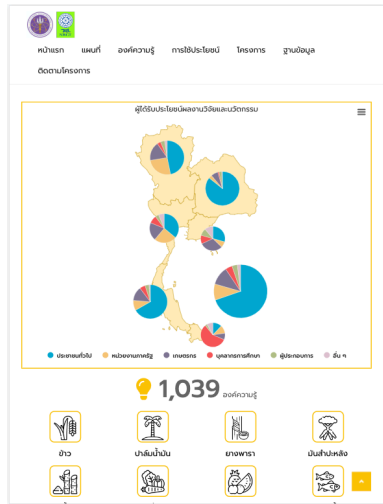 หน้าแรก แผนที่ องค์ความรู้ การใช้ประโยชน์ โครงการ ฐานข้อมูล
ติดตามโครงการ
ผู้ได้รับประโยชน์ผลงานวิจัยและนวัตกรรม
ประชาชนทั่วไป หน่วยงานภาครัฐ เกษตรกร บุคลากรการศึกษา ผู้ประกอบการ อื่น ๆ
1,039 องค์ความรู้
ข้าว ปาล์มน้ำมัน ยางพารา มันสำปะหลัง